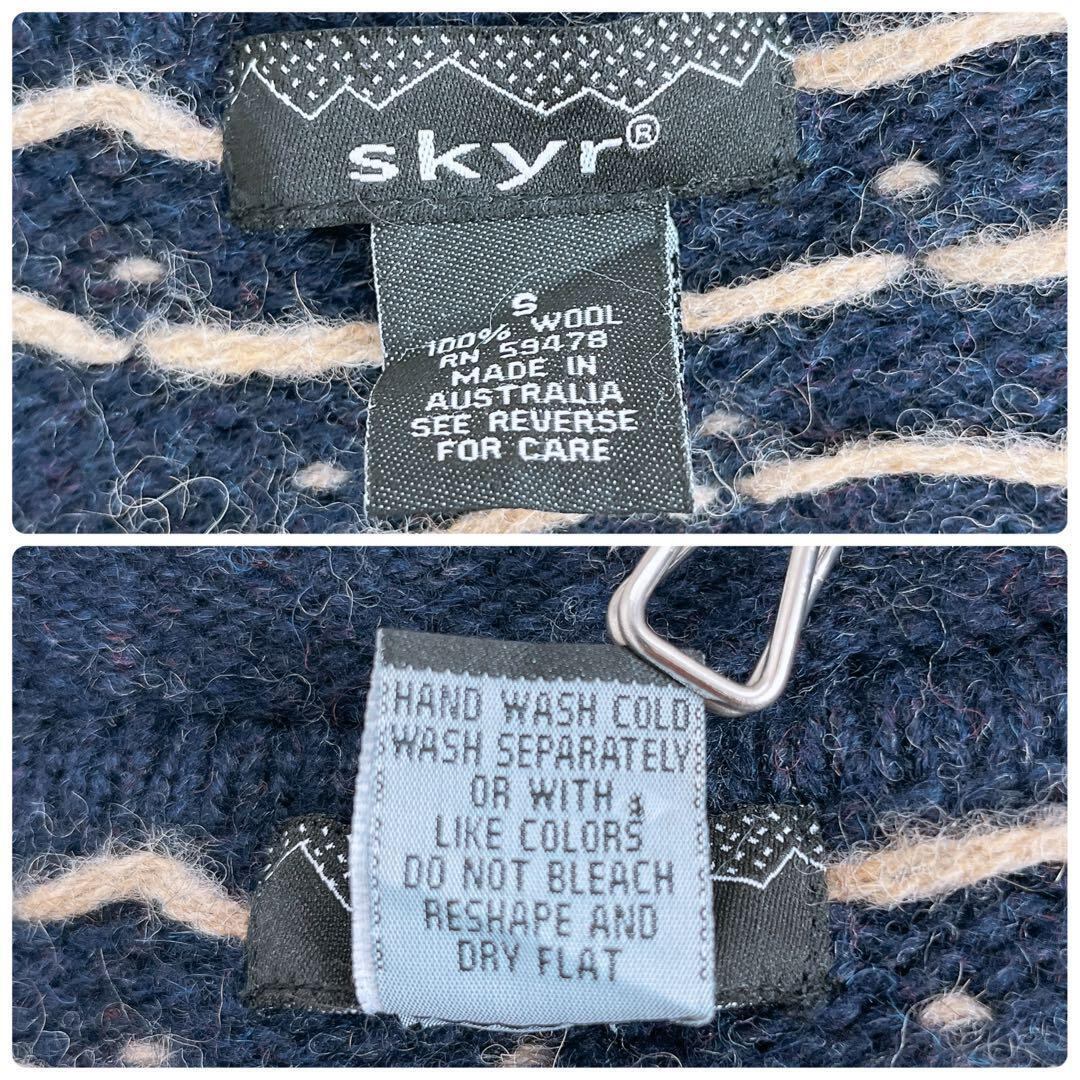 skyr®
S
100% WOOL
RN 59478
MADE IN
AUSTRALIA
SEE REVERSE
FOR CARE
HAND WASH COLD
WASH SEPARATELY
OR WITH
LIKE COLORS
DO NOT BLEACH
RESHAPE AND
DRY FLAT